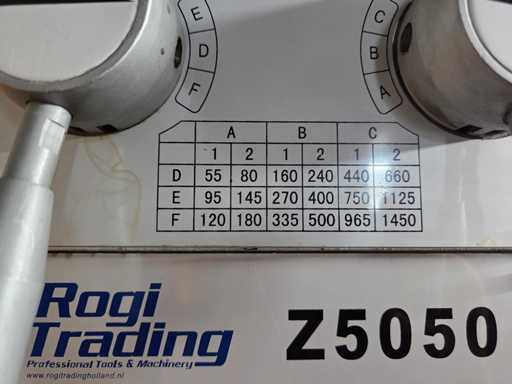 E
D
F
C
B
A
A B C
1 2 1 2 1 2
D 55 80 160 240 440 660
E 95 145 270 400 750 1125
F 120 180 335 500 965 1450
Rogi
Trading
Professional Tools & Machinery
www.rogitradingholland.nl
Z5050